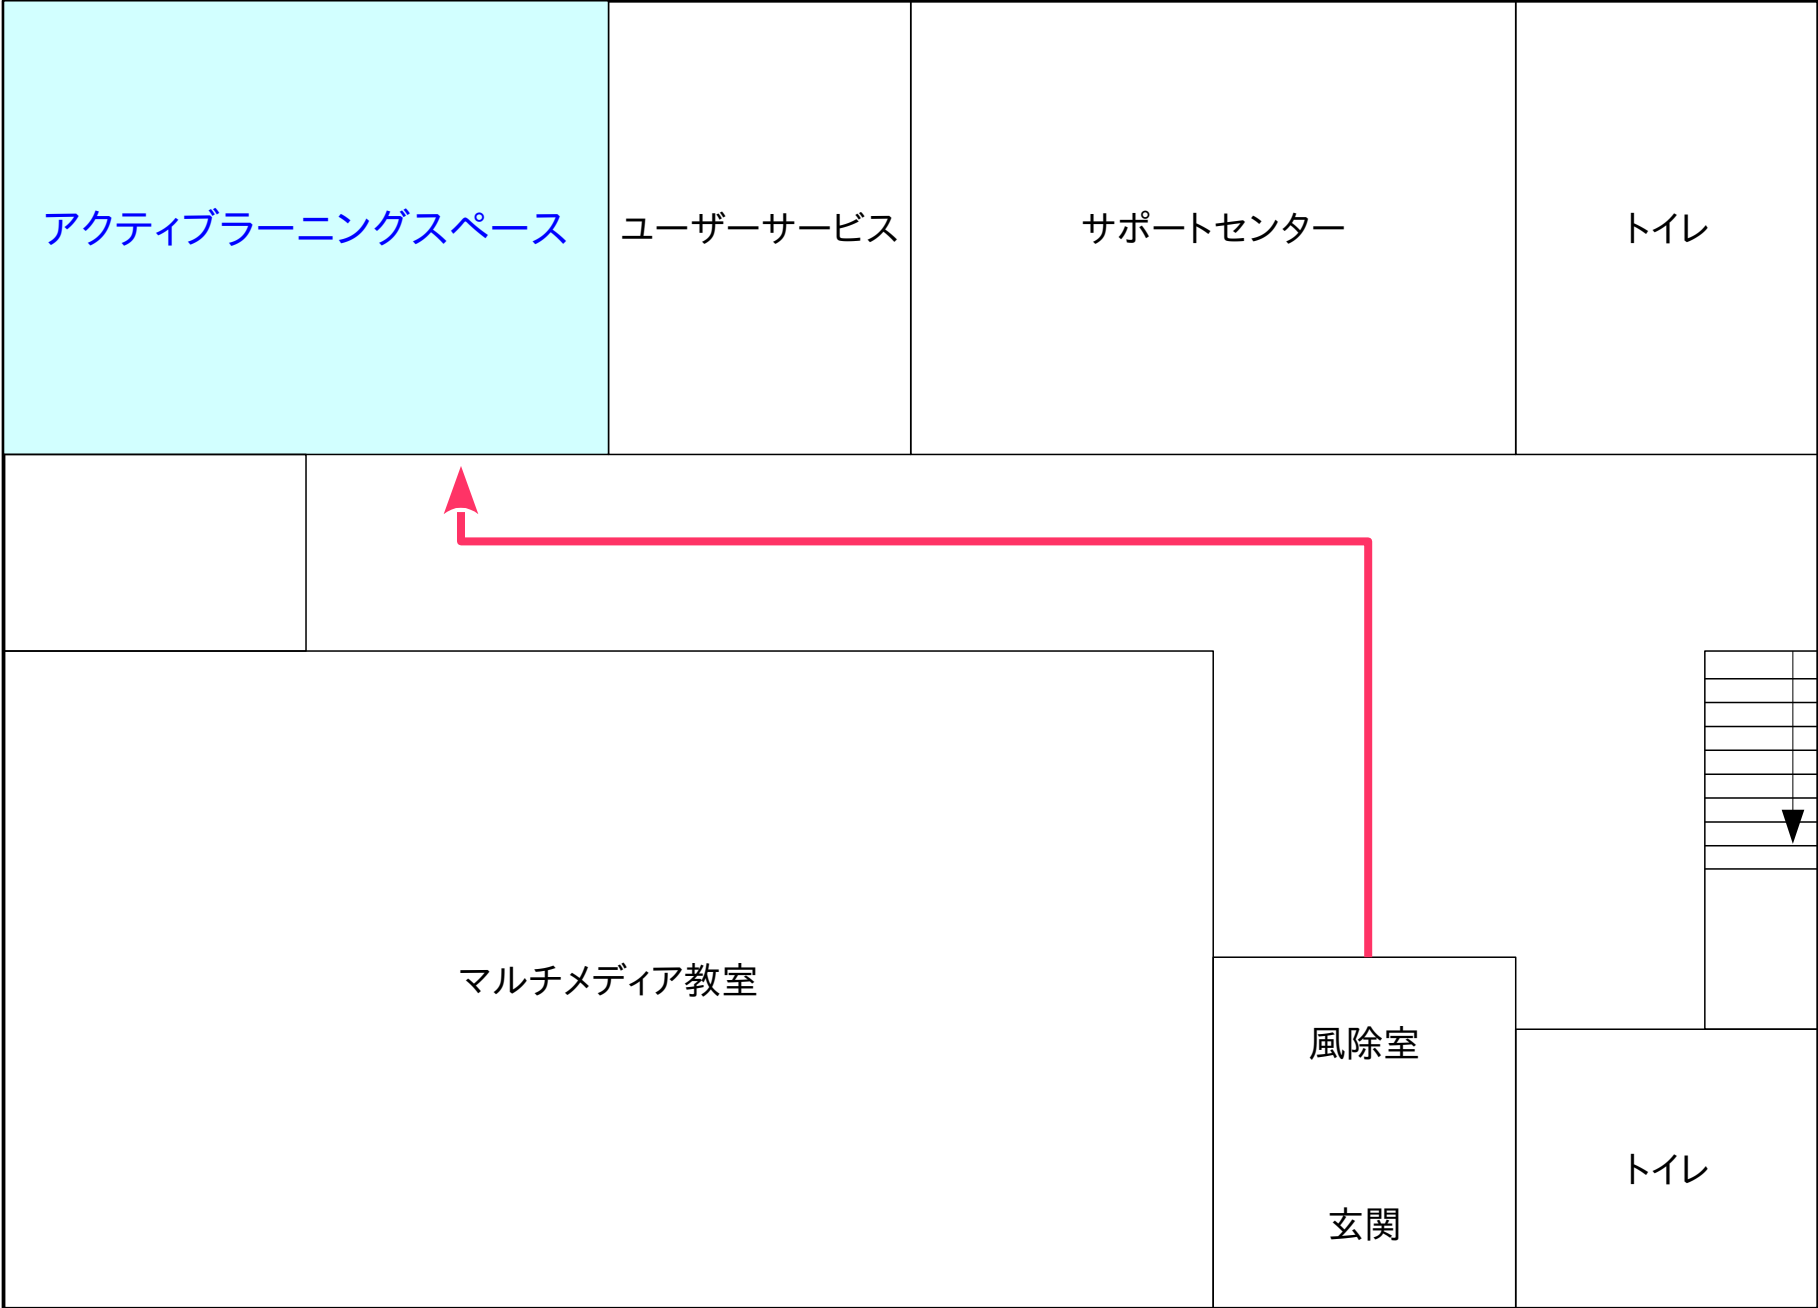 アクティブラーニングスペース
ユーザーサービス
サポートセンター
トイレ
マルチメディア教室
風除室
玄関
トイレ